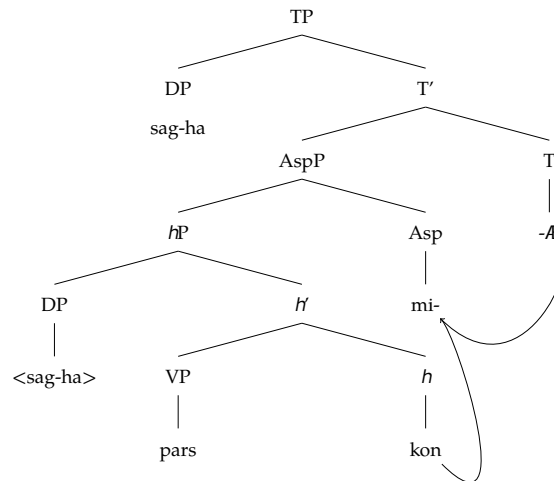 TP
DP T′
sag-ha
AspP T
hP Asp -Æ
DP h′ mi-
<sag-ha> VP h
pars kon